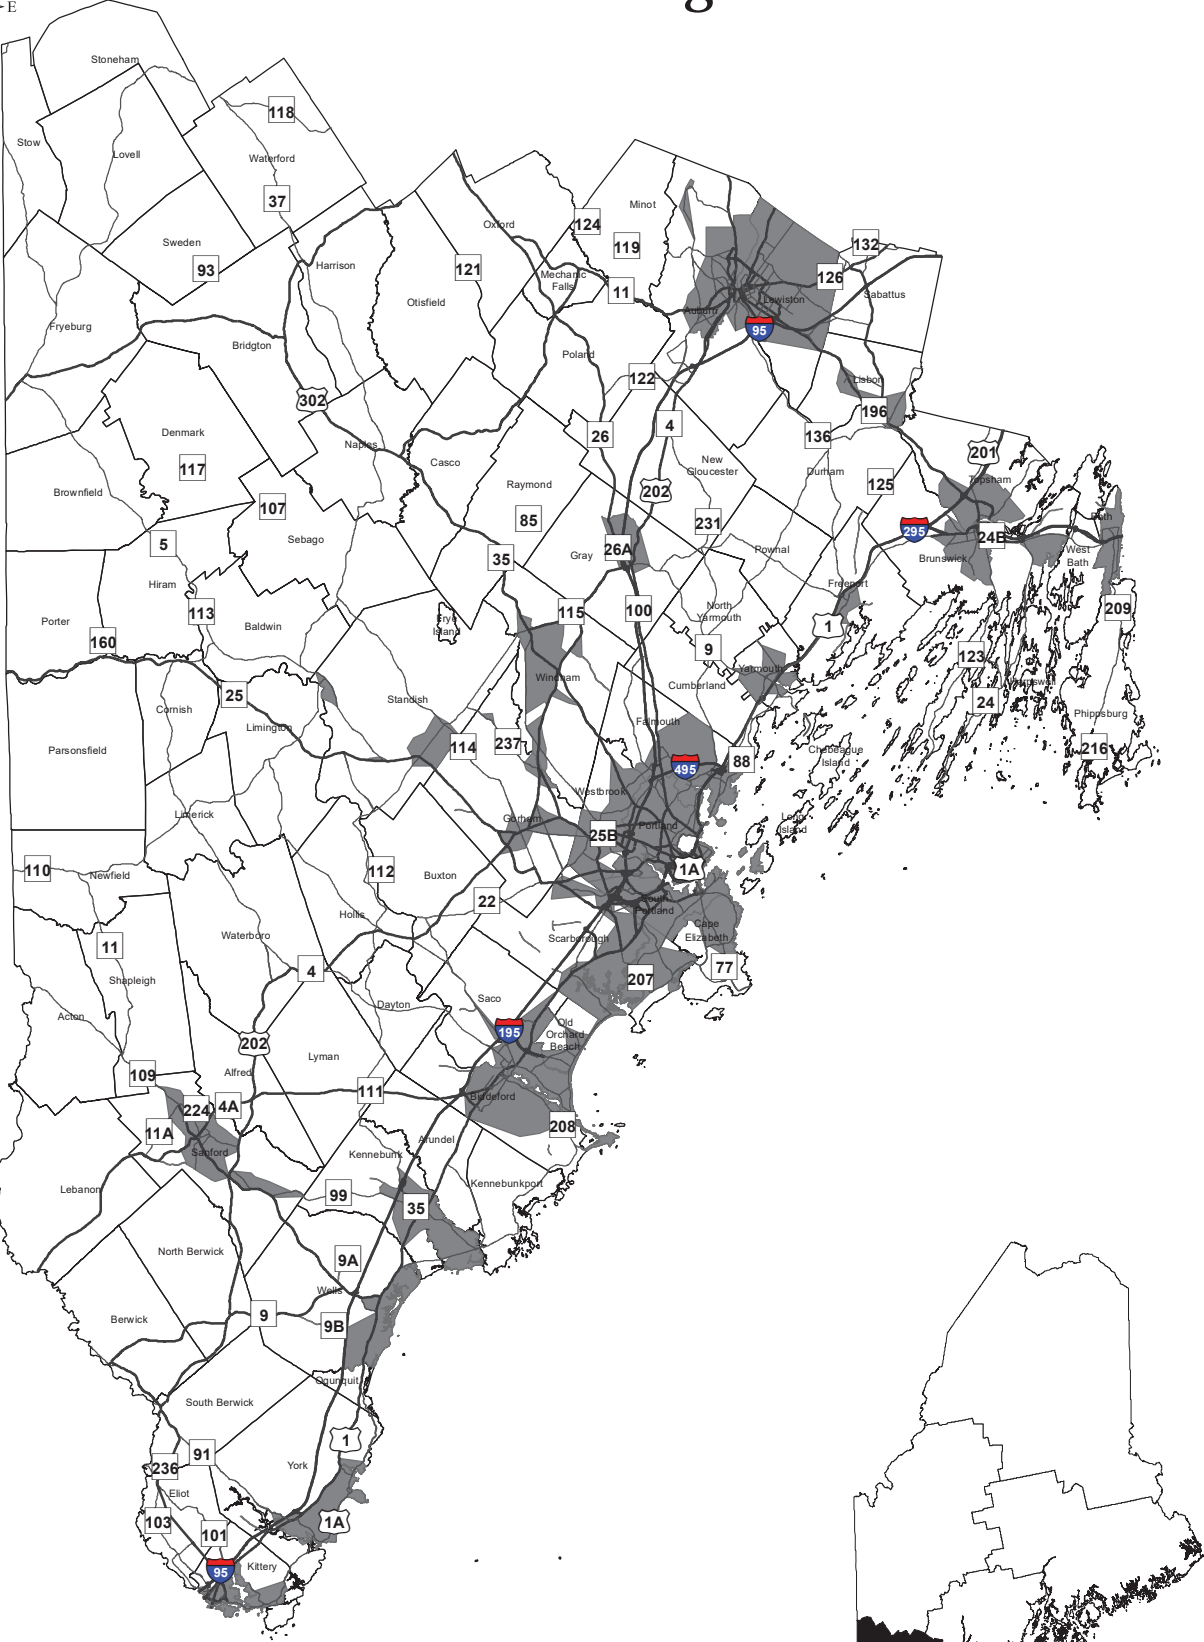 E
g
Stoneham
118
Stow
Lovell
Waterford
37
Minot
Oxford
124
119
132
Sweden
93
Harrison
121
Mechanic
Falls
11
126
Sabattus
Otisfield
Auburn
Lewiston
95
Fryeburg
Bridgton
Poland
122
Lisbon
302
196
4
26
136
Denmark
117
Naples
Casco
New
Gloucester
Durham
201
Topsham
Brownfield
107
Raymond
85
202
125
231
Bath
5
Sebago
35
Gray
26A
295
24B
Pownal
Brunswick
West
Bath
Hiram
Freeport
113
115
100
209
Porter
160
Baldwin
Frye
Island
North
Yarmouth
1
9
123
Yarmouth
Windham
Cumberland
Harpswell
25
Cornish
Standish
24
Limington
Falmouth
Phippsburg
Parsonsfield
114
237
88
216
Chebeague
Island
495
Westbrook
Limerick
Gorham
25B
Portland
Long
Island
110
Newfield
112
Buxton
1A
22
South
Portland
Hollis
Waterboro
Scarborough
Cape
Elizabeth
11
4
77
Shapleigh
207
Dayton
Saco
Acton
195
Old
Orchard
Beach
202
Lyman
109
Alfred
111
Biddeford
224
4A
208
11A
Arundel
Sanford
Kennebunk
Lebanon
99
Kennebunkport
35
North Berwick
9A
Wells
9
9B
Berwick
Ogunquit
South Berwick
1
91
York
236
Eliot
103
101
1A
95
Kittery